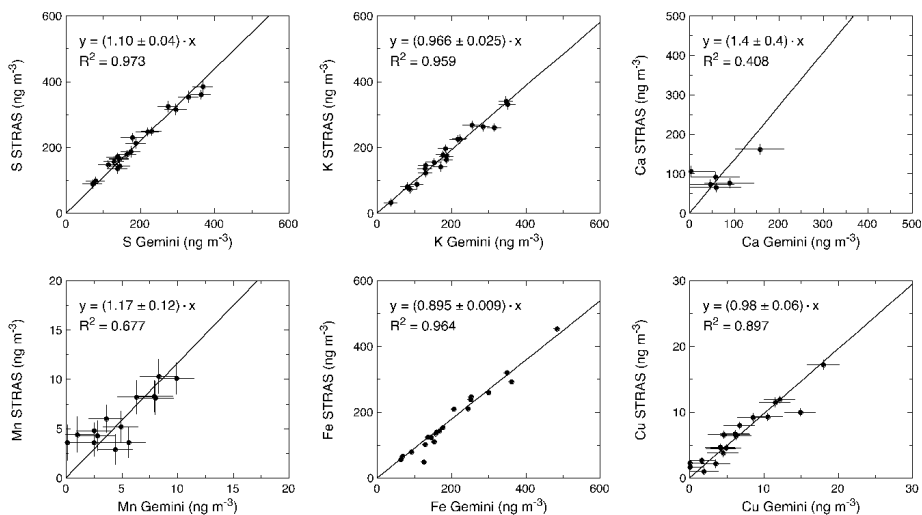 600
400
200
0
0
200
400
600
S STRAS (ng m⁻³)
S Gemini (ng m⁻³)
y = (1.10 ± 0.04) · x
R² = 0.973
600
400
200
0
0
200
400
600
K STRAS (ng m⁻³)
K Gemini (ng m⁻³)
y = (0.966 ± 0.025) · x
R² = 0.959
500
400
300
200
100
0
0
100
200
300
400
500
Ca STRAS (ng m⁻³)
Ca Gemini (ng m⁻³)
y = (1.4 ± 0.4) · x
R² = 0.408
20
15
10
5
0
0
5
10
15
20
Mn STRAS (ng m⁻³)
Mn Gemini (ng m⁻³)
y = (1.17 ± 0.12) · x
R² = 0.677
600
400
200
0
0
200
400
600
Fe STRAS (ng m⁻³)
Fe Gemini (ng m⁻³)
y = (0.895 ± 0.009) · x
R² = 0.964
30
20
10
0
0
10
20
30
Cu STRAS (ng m⁻³)
Cu Gemini (ng m⁻³)
y = (0.98 ± 0.06) · x
R² = 0.897